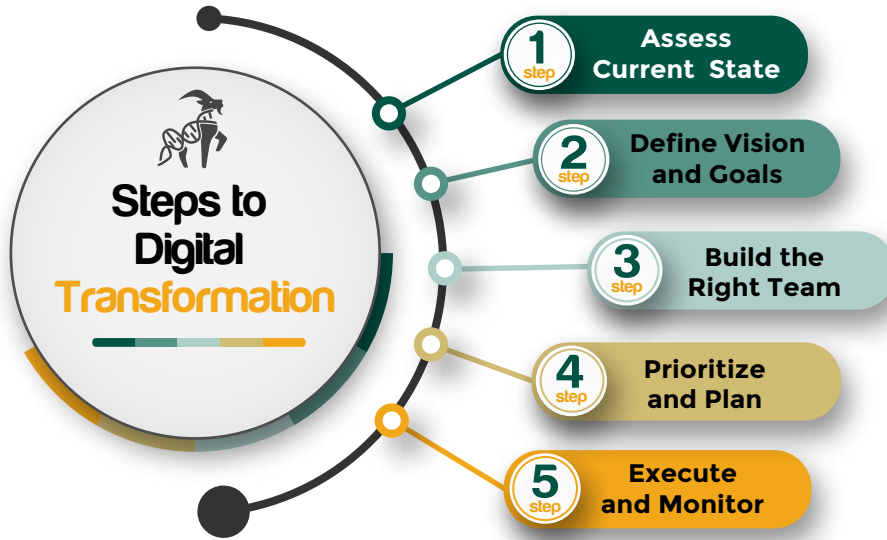 Steps to
Digital
Transformation
1
step
Assess
Current State
2
step
Define Vision
and Goals
3
step
Build the
Right Team
4
step
Prioritize
and Plan
5
step
Execute
and Monitor